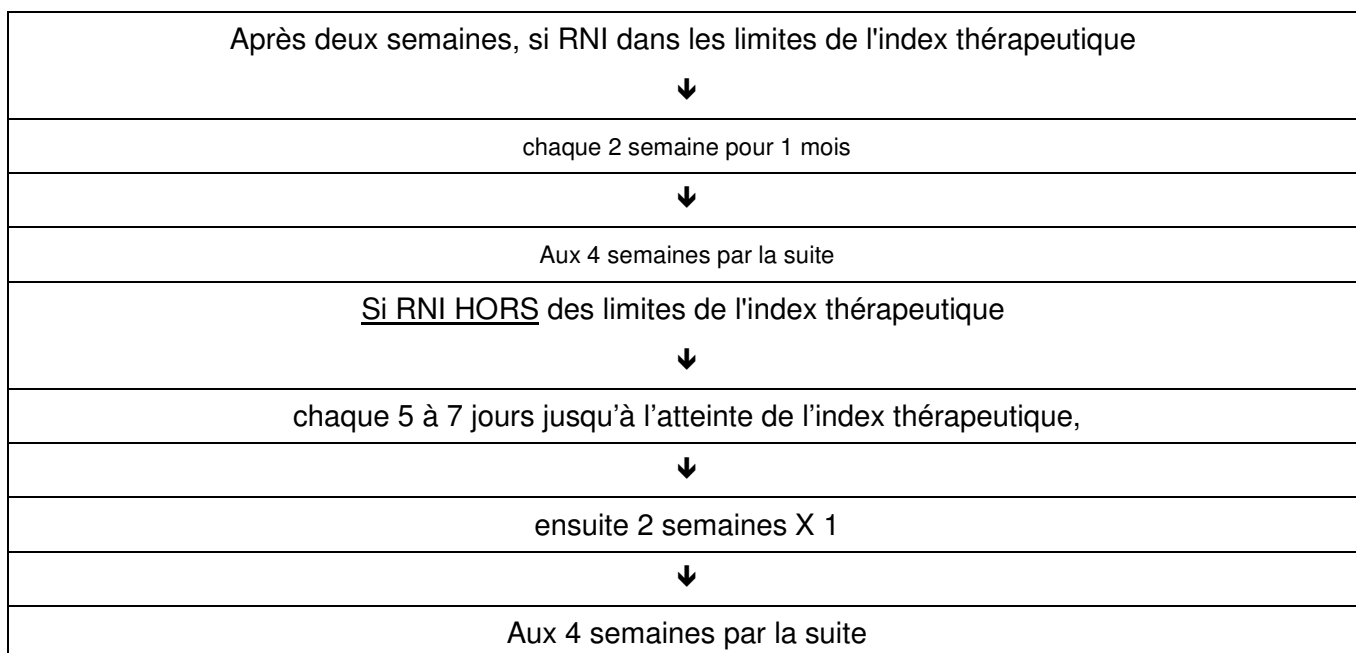 Après deux semaines, si RNI dans les limites de l'index thérapeutique
🡻
chaque 2 semaine pour 1 mois
🡻
Aux 4 semaines par la suite
Si RNI HORS des limites de l'index thérapeutique
🡻
chaque 5 à 7 jours jusqu’à l’atteinte de l’index thérapeutique,
🡻
ensuite 2 semaines X 1
🡻
Aux 4 semaines par la suite